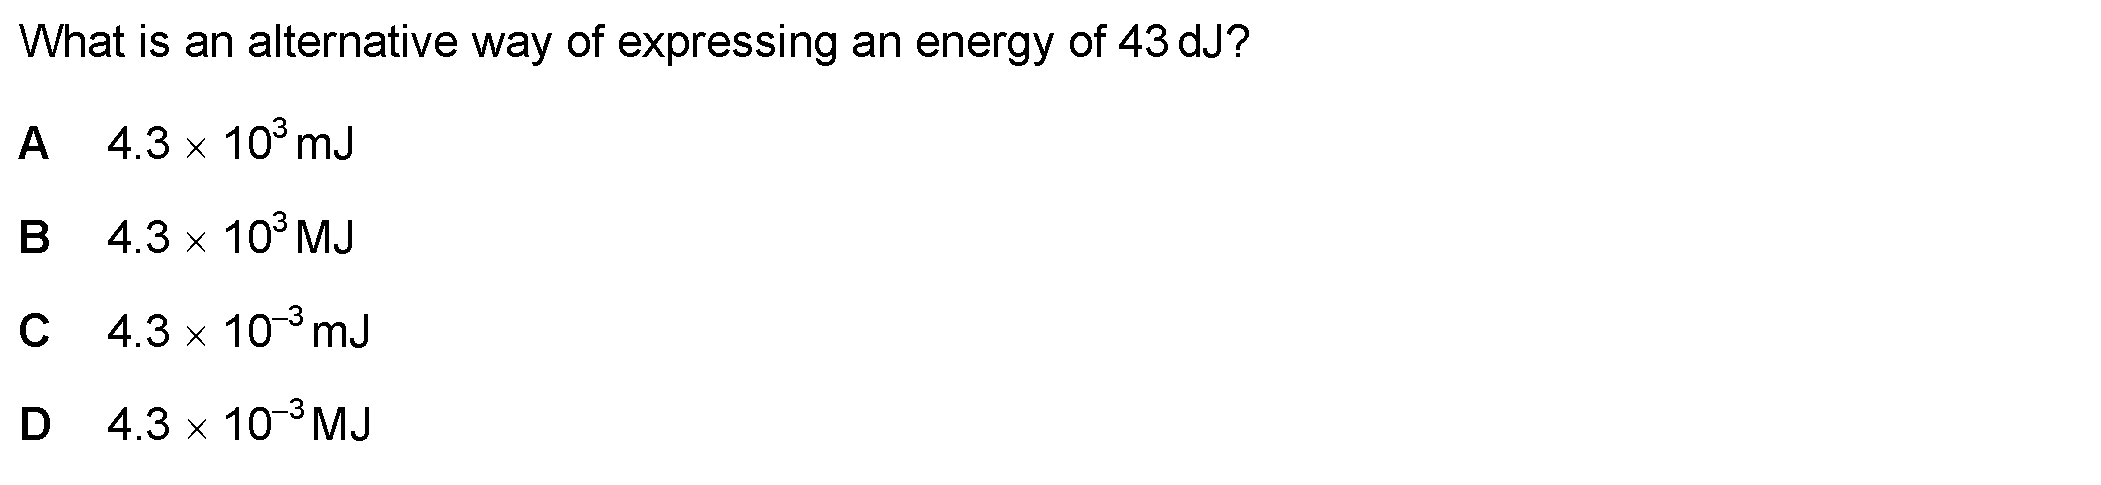 What is an alternative way of expressing an energy of 43 dJ?
A 4.3 × 10³ mJ
B 4.3 × 10³ MJ
C 4.3 × 10⁻³ mJ
D 4.3 × 10⁻³ MJ